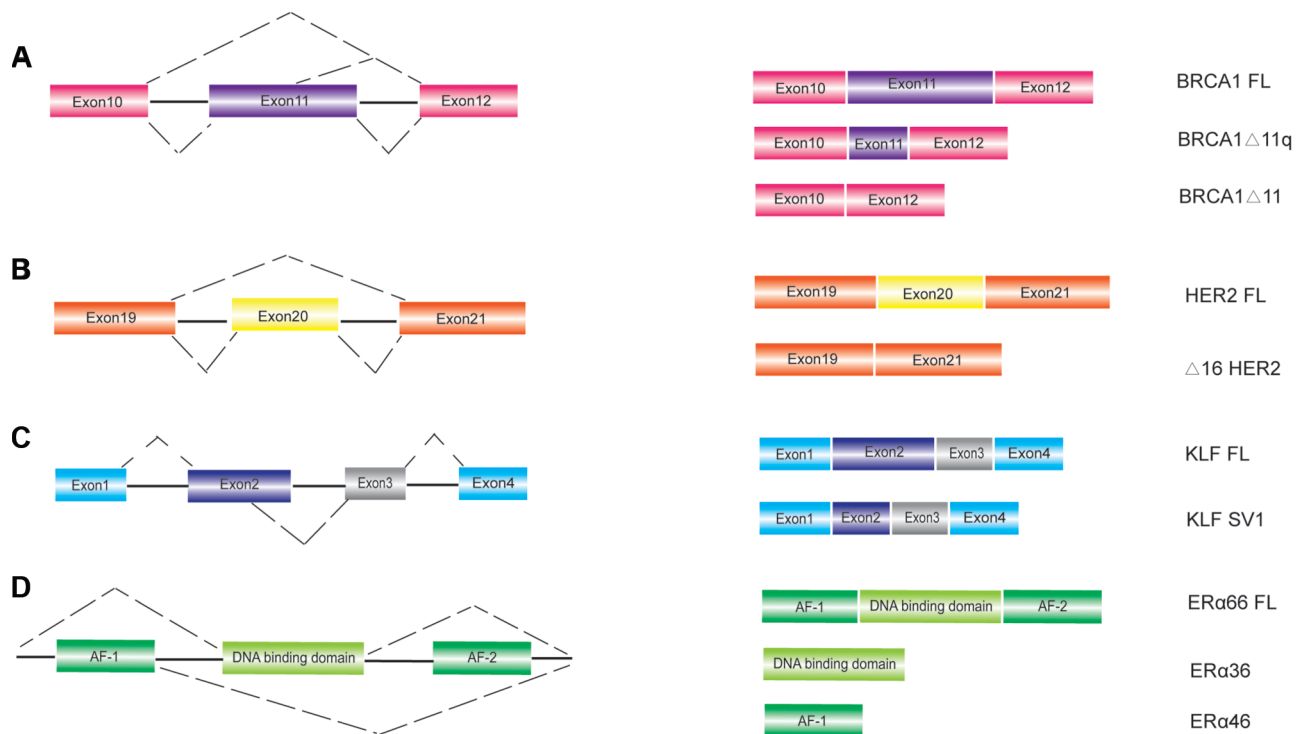 A
Exon10
Exon11
Exon12
Exon10
Exon11
Exon12
BRCA1 FL
Exon10
Exon11
Exon12
BRCA1△11q
Exon10
Exon12
BRCA1△11
B
Exon19
Exon20
Exon21
Exon19
Exon20
Exon21
HER2 FL
Exon19
Exon21
△16 HER2
C
Exon1
Exon2
Exon3
Exon4
Exon1
Exon2
Exon3
Exon4
KLF FL
Exon1
Exon2
Exon3
Exon4
KLF SV1
D
AF-1
DNA binding domain
AF-2
AF-1
DNA binding domain
AF-2
ERα66 FL
DNA binding domain
ERα36
AF-1
ERα46